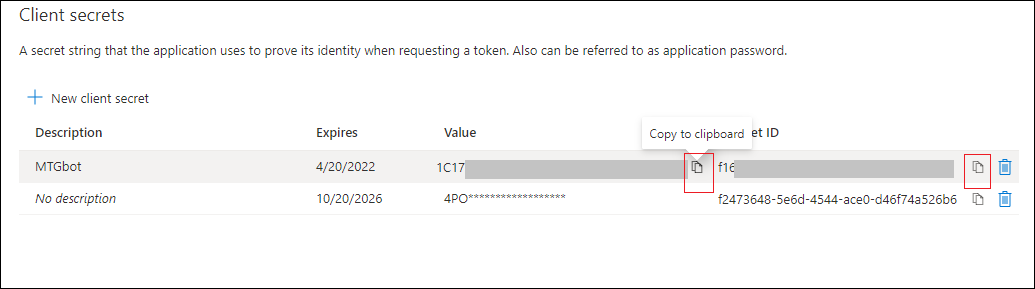 Client secrets
A secret string that the application uses to prove its identity when requesting a token. Also can be referred to as application password.
New client secret
Copy to clipboard
Description Expires Value et ID
MTGbot 4/20/2022 1C17 f16
No description 10/20/2026 4PO****************** f2473648-5e6d-4544-ace0-d46f74a526b6